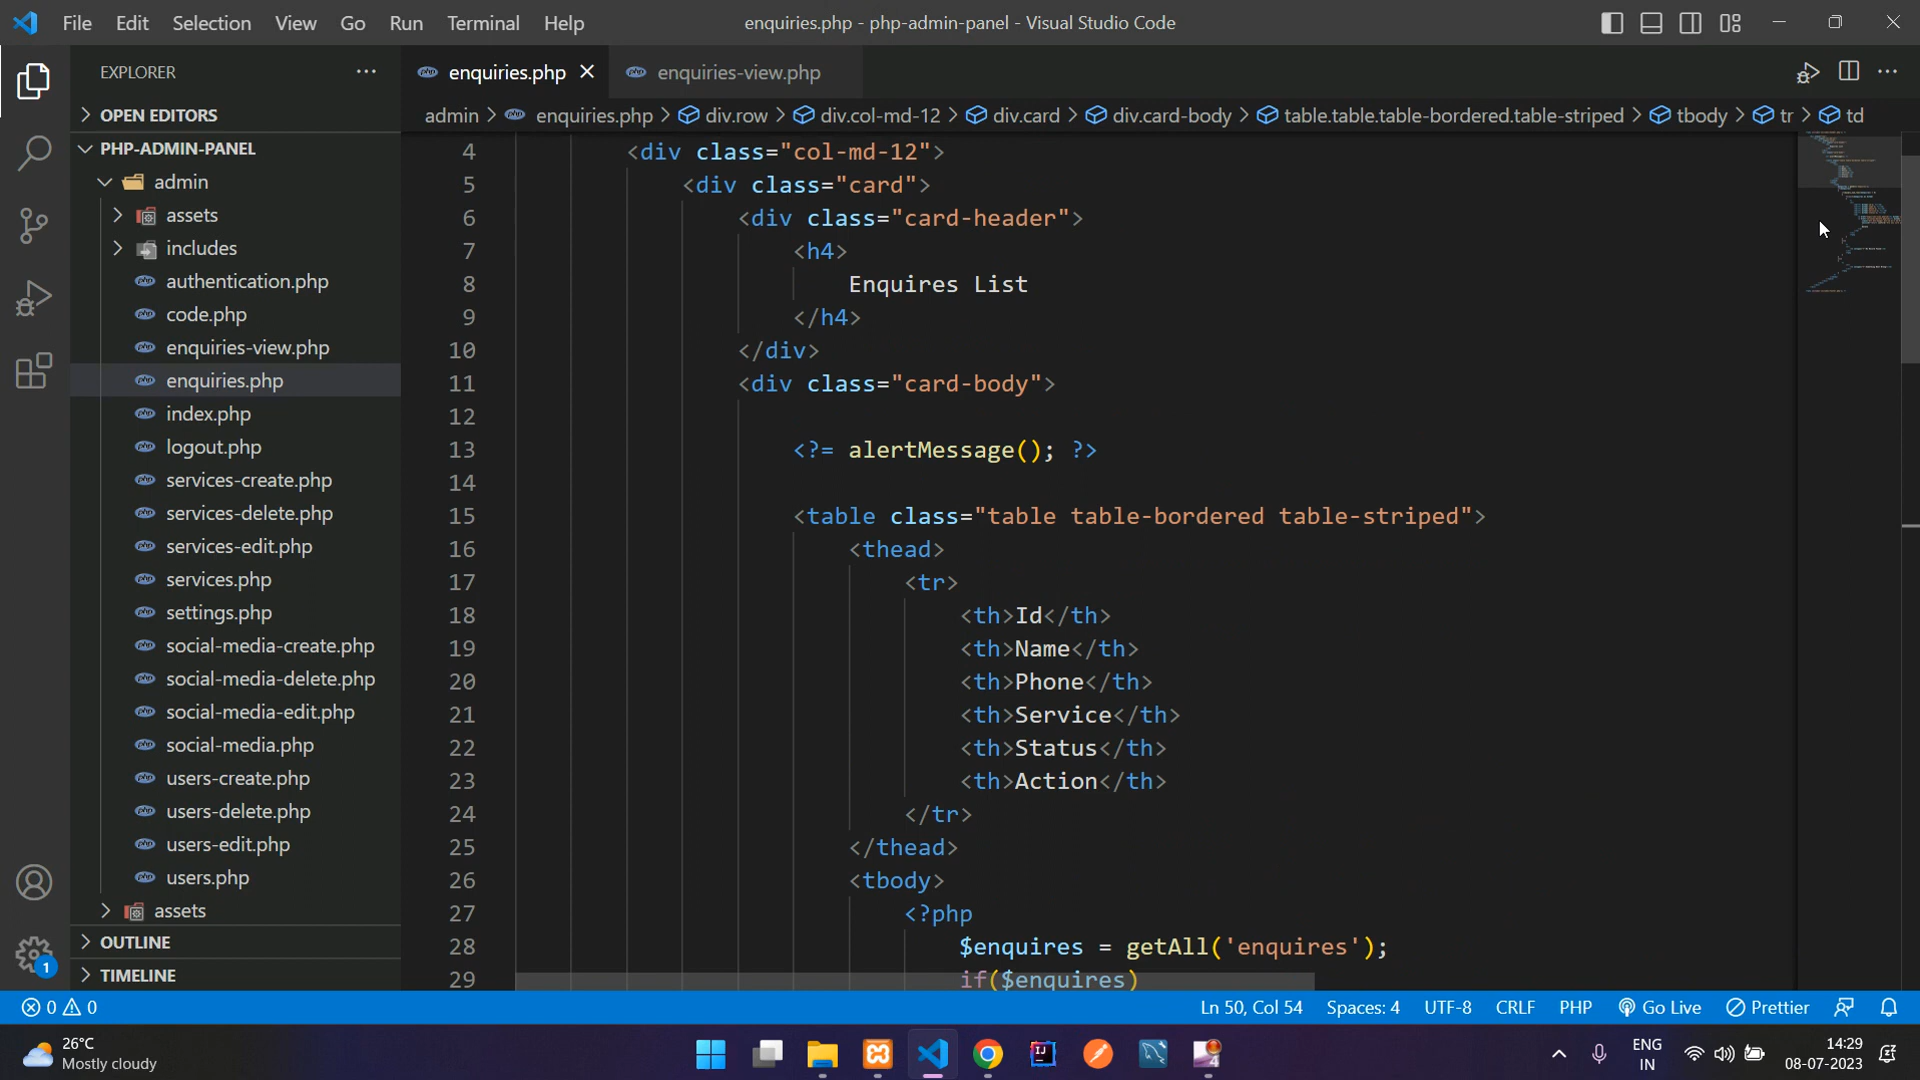 File Edit Selection View Go Run Terminal Help
enquiries.php - php-admin-panel - Visual Studio Code
EXPLORER
OPEN EDITORS
PHP-ADMIN-PANEL
admin
assets
includes
authentication.php
code.php
enquiries-view.php
enquiries.php
index.php
logout.php
services-create.php
services-delete.php
services-edit.php
services.php
settings.php
social-media-create.php
social-media-delete.php
social-media-edit.php
social-media.php
users-create.php
users-delete.php
users-edit.php
users.php
assets
OUTLINE
TIMELINE
1
enquiries.php
enquiries-view.php
admin > enquiries.php > div.row > div.col-md-12 > div.card > div.card-body > table.table.table-bordered.table-striped > tbody > tr > td
4 <div class="col-md-12">
5 <div class="card">
6 <div class="card-header">
7 <h4>
8 Enquires List
9 </h4>
10 </div>
11 <div class="card-body">
12
13 <?= alertMessage(); ?>
14
15 <table class="table table-bordered table-striped">
16 <thead>
17 <tr>
18 <th>Id</th>
19 <th>Name</th>
20 <th>Phone</th>
21 <th>Service</th>
22 <th>Status</th>
23 <th>Action</th>
24 </tr>
25 </thead>
26 <tbody>
27 <?php
28 $enquires = getAll('enquires');
29 if($enquires)
0 0
Ln 50, Col 54 Spaces: 4 UTF-8 CRLF PHP Go Live Prettier
26°C
Mostly cloudy
ENG
IN
14:29
08-07-2023